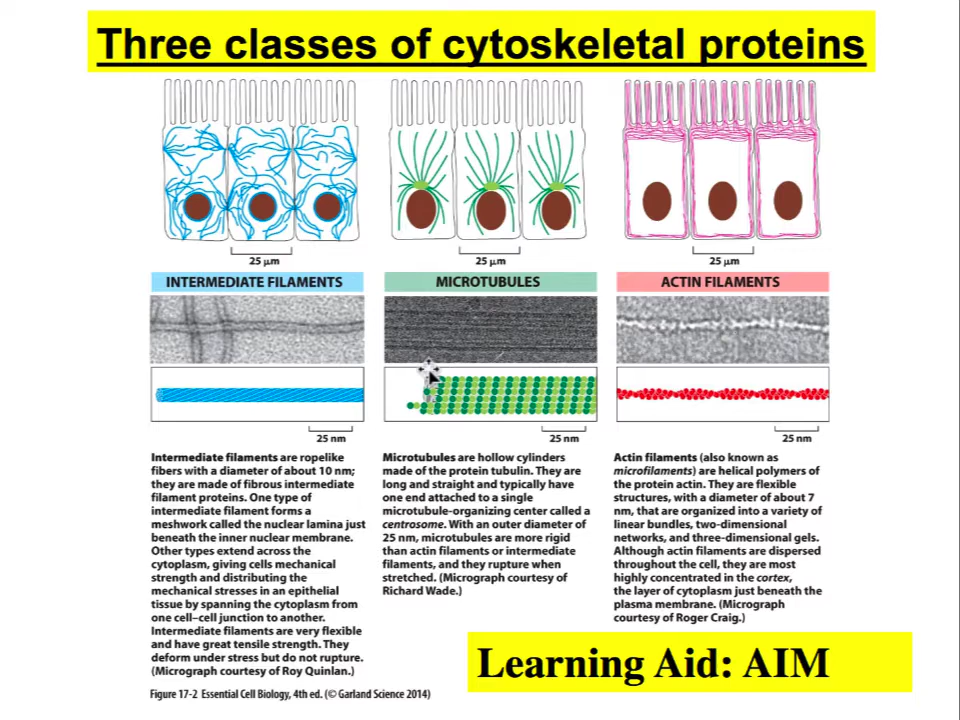 Three classes of cytoskeletal proteins
25 µm
25 µm
25 µm
INTERMEDIATE FILAMENTS
MICROTUBULES
ACTIN FILAMENTS
25 nm
25 nm
25 nm
Intermediate filaments are ropelike
fibers with a diameter of about 10 nm;
they are made of fibrous intermediate
filament proteins. One type of
intermediate filament forms a
meshwork called the nuclear lamina just
beneath the inner nuclear membrane.
Other types extend across the
cytoplasm, giving cells mechanical
strength and distributing the
mechanical stresses in an epithelial
tissue by spanning the cytoplasm from
one cell–cell junction to another.
Intermediate filaments are very flexible
and have great tensile strength. They
deform under stress but do not rupture.
(Micrograph courtesy of Roy Quinlan.)
Microtubules are hollow cylinders
made of the protein tubulin. They are
long and straight and typically have
one end attached to a single
microtubule-organizing center called a
centrosome. With an outer diameter of
25 nm, microtubules are more rigid
than actin filaments or intermediate
filaments, and they rupture when
stretched. (Micrograph courtesy of
Richard Wade.)
Actin filaments (also known as
microfilaments) are helical polymers of
the protein actin. They are flexible
structures, with a diameter of about 7
nm, that are organized into a variety of
linear bundles, two-dimensional
networks, and three-dimensional gels.
Although actin filaments are dispersed
throughout the cell, they are most
highly concentrated in the cortex,
the layer of cytoplasm just beneath the
plasma membrane. (Micrograph
courtesy of Roger Craig.)
Learning Aid: AIM
Figure 17-2 Essential Cell Biology, 4th ed. (© Garland Science 2014)